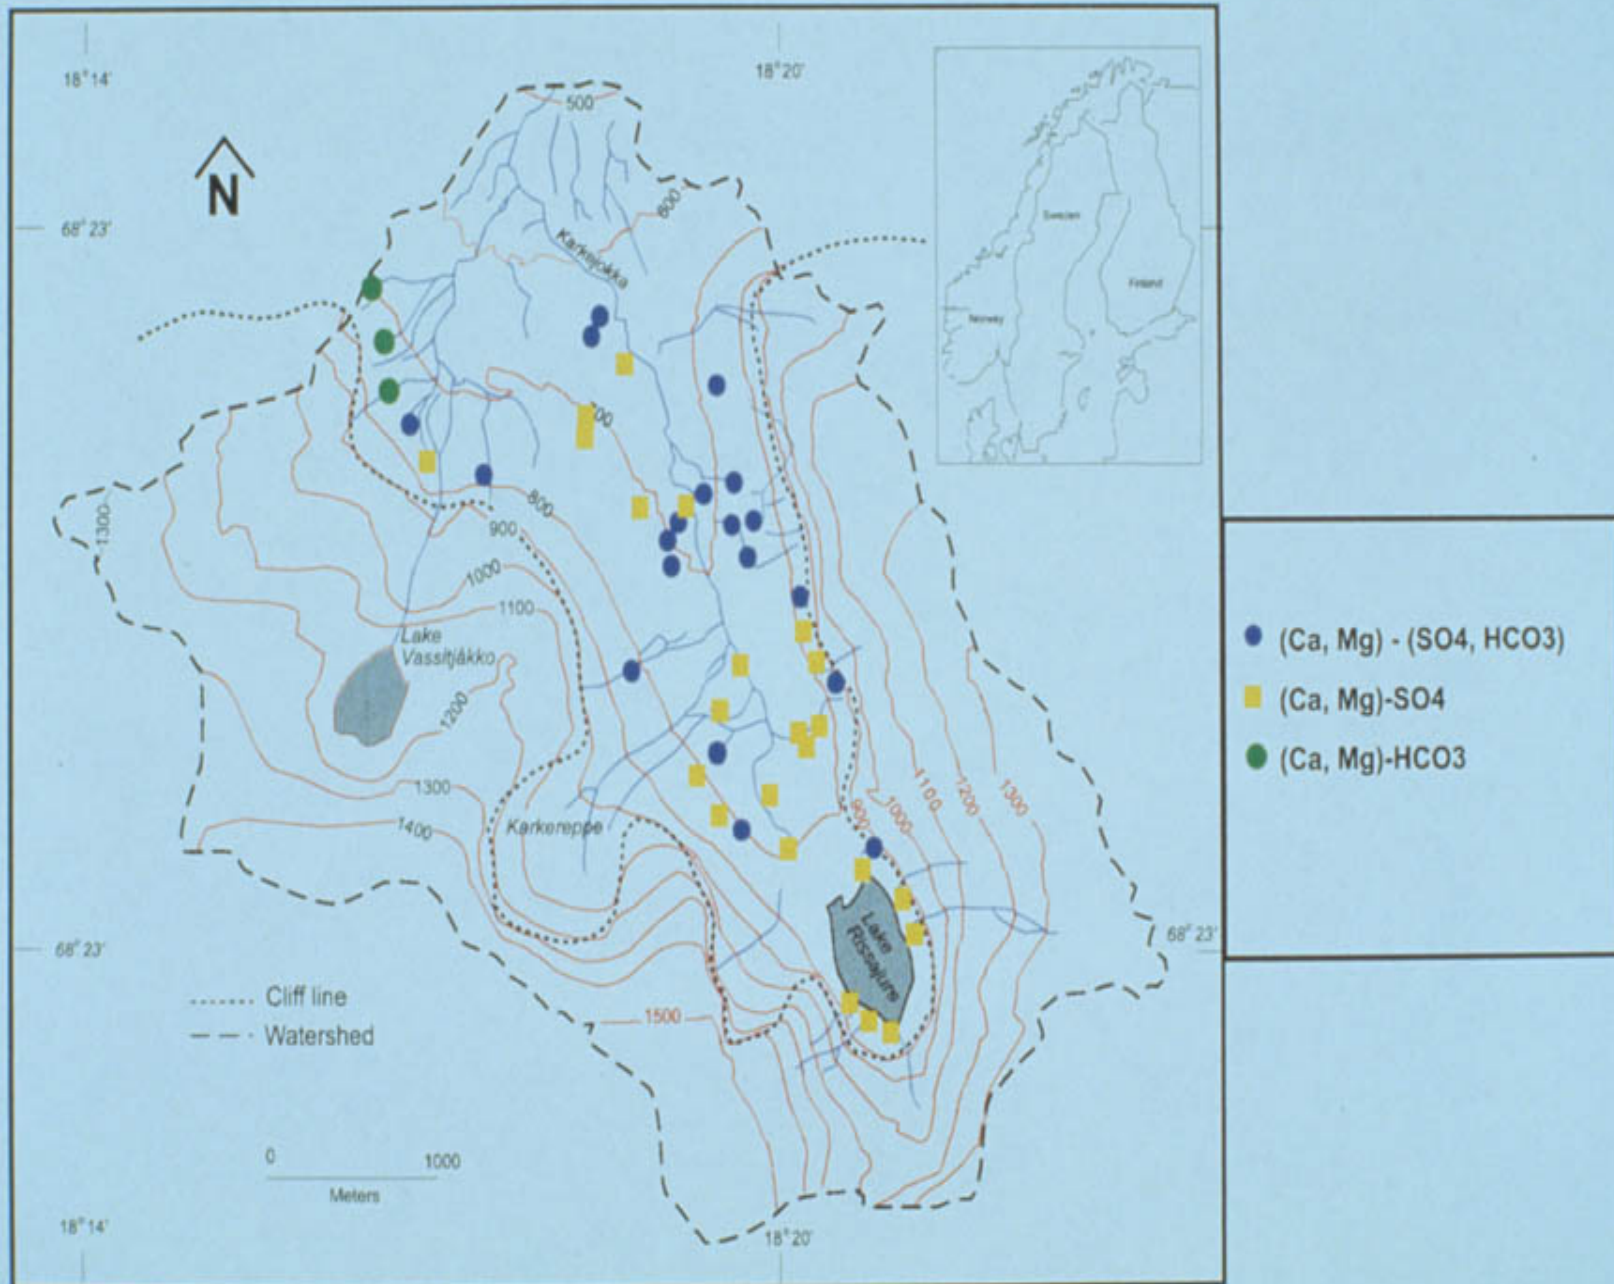 18°14'
18°20'
500
N
600
68°23'
Karkejokka
Sweden
Finland
Norway
700
800
1300
900
1000
1100
Lake
Vassitjåkko
1200
(Ca, Mg) - (SO4, HCO3)
(Ca, Mg)-SO4
(Ca, Mg)-HCO3
1300
1400
Karkereppe
900
1000
1100
1200
1300
Lake
Rissajurs
68°23'
68°23'
Cliff line
Watershed
1500
0 1000
Meters
18°14'
18°20'